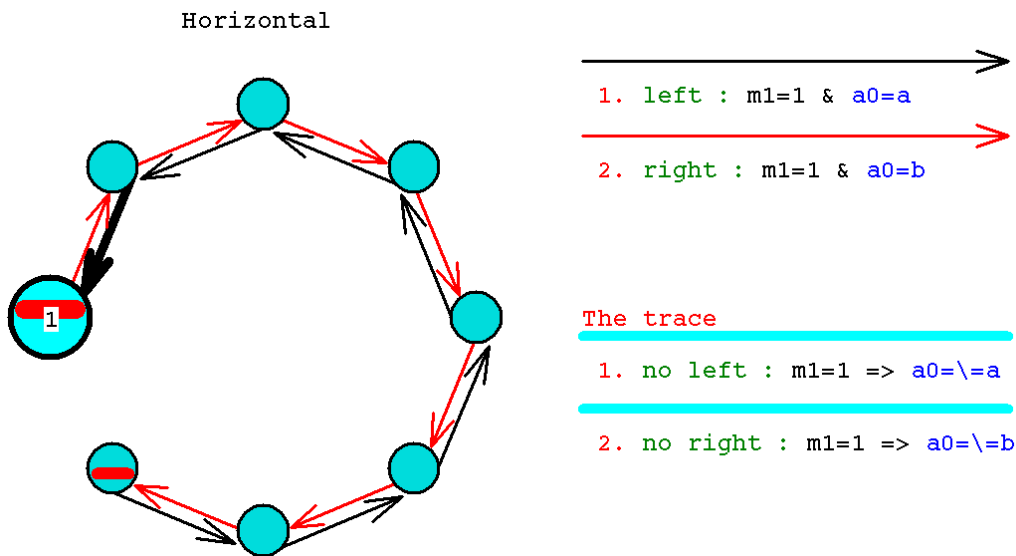 Horizontal
1. left : m1=1 & a0=a
2. right : m1=1 & a0=b
1
The trace
1. no left : m1=1 => a0=\=a
2. no right : m1=1 => a0=\=b